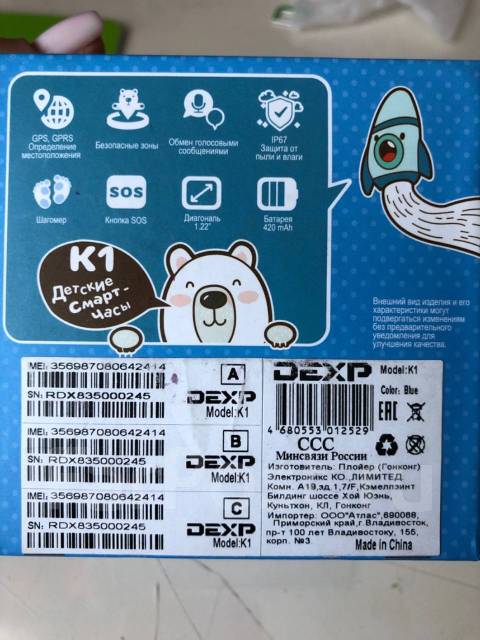 GPS, GPRS
Определение
местоположения
Безопасные зоны
Обмен голосовыми
сообщениями
IP67
Защита от
пыли и влаги
Шагомер
SOS
Кнопка SOS
Диагональ
1.22"
Батарея
420 mAh
K1
Детские
Смарт-
Часы
Внешний вид изделия и его
характеристики могут
подвергаться изменениям
без предварительного
уведомления для
улучшения качества.
IMEI: 356987080642414
SN: RDX835000245
A
DEXP
Model:K1
IMEI: 356987080642414
SN: RDX835000245
B
DEXP
Model:K1
IMEI: 356987080642414
SN: RDX835000245
C
DEXP
Model:K1
DEXP Model:K1
Color: Blue
4 680553 012529
EAC
ССС
Минсвязи России
Изготовитель: Плойер (Гонконг)
Электроникс КО.,ЛИМИТЕД.
Комн. А19,зд.1,7/F,Кэмеллэинт
Билдинг шоссе Хой Юэнь,
Куньтхон, КЛ, Гонконг
Импортер: ООО"Атлас",690068,
Приморский край,г.Владивосток,
пр-т 100 лет Владивостоку, 155,
корп. №3
Made in China